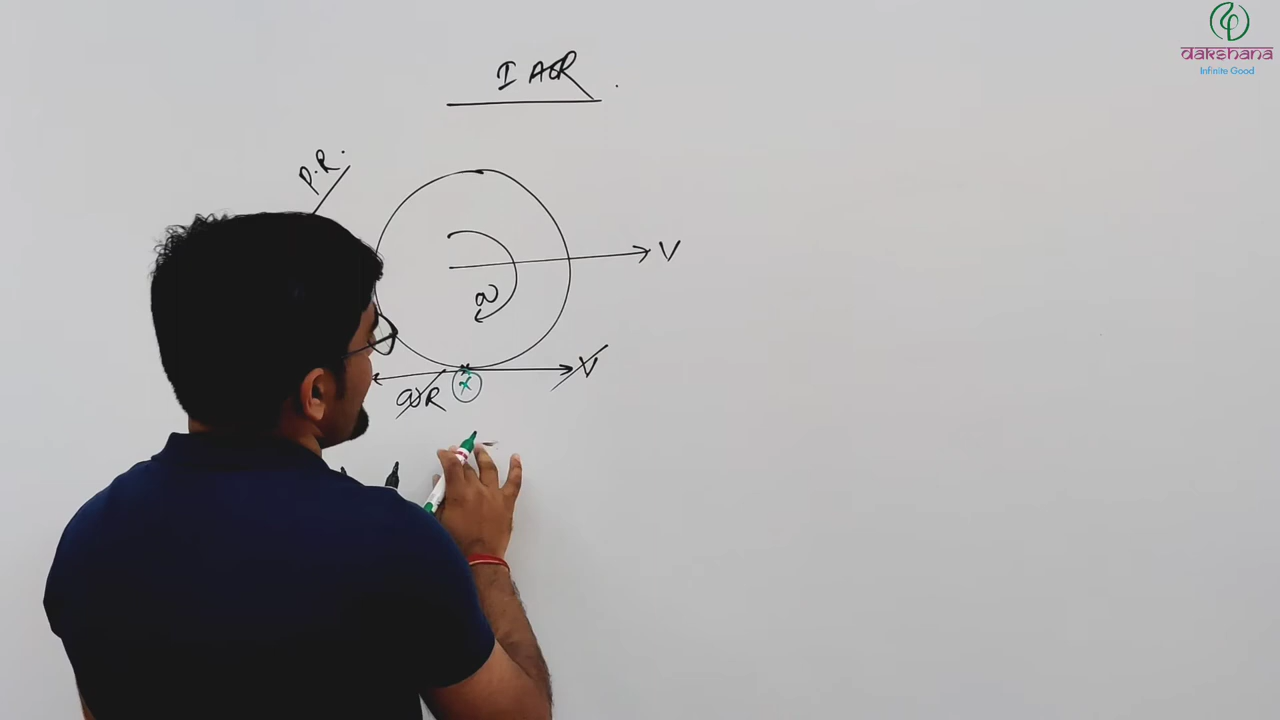 dakshana
Infinite Good
I AOR
P.R.
V
ω
V
ωR
x